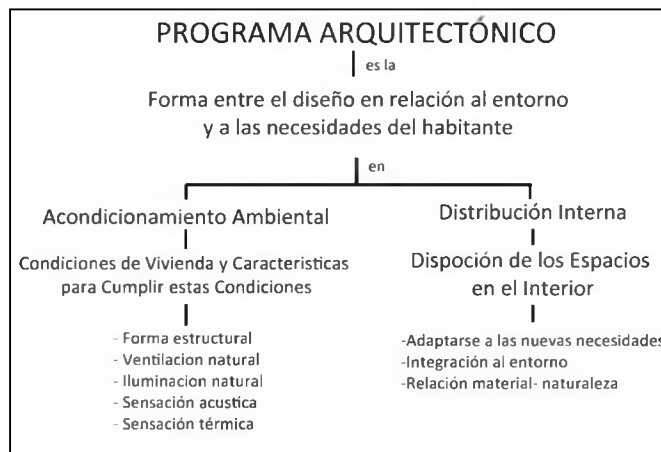 PROGRAMA ARQUITECTÓNICO
es la
Forma entre el diseño en relación al entorno
y a las necesidades del habitante
en
Acondicionamiento Ambiental
Condiciones de Vivienda y Caracteristicas
para Cumplir estas Condiciones
- Forma estructural
- Ventilacion natural
- Iluminacion natural
- Sensación acustica
- Sensación térmica
Distribución Interna
Dispoción de los Espacios
en el Interior
-Adaptarse a las nuevas necesidades
-Integración al entorno
-Relación material- naturaleza